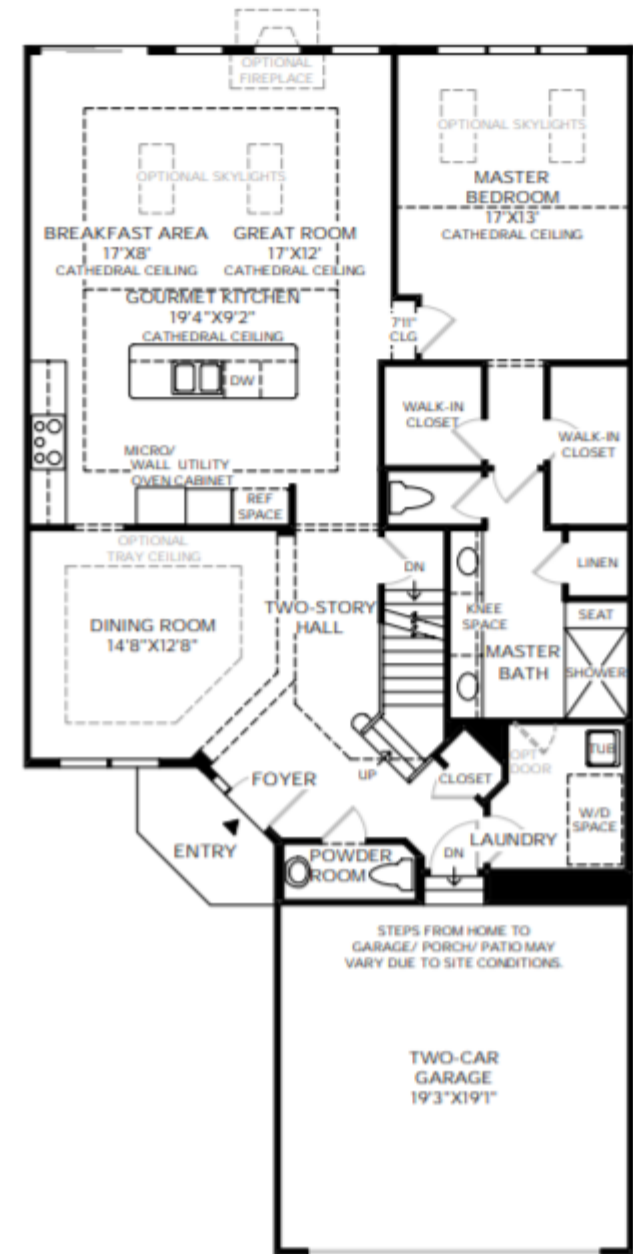 OPTIONAL
FIREPLACE
OPTIONAL SKYLIGHTS
OPTIONAL SKYLIGHTS
MASTER
BEDROOM
17'X13'
CATHEDRAL CEILING
BREAKFAST AREA
17'X8'
CATHEDRAL CEILING
GREAT ROOM
17'X12'
CATHEDRAL CEILING
GOURMET KITCHEN
19'4"X9'2"
CATHEDRAL CEILING
7'11"
CLG
DW
WALK-IN
CLOSET
WALK-IN
CLOSET
MICRO/
WALL UTILITY
OVEN CABINET
REF
SPACE
OPTIONAL
TRAY CEILING
DINING ROOM
14'8"X12'8"
TWO-STORY
HALL
DN
LINEN
KNEE
SPACE
SEAT
MASTER
BATH
SHOWER
UP
FOYER
CLOSET
OPT
DOOR
TUB
W/D
SPACE
LAUNDRY
ENTRY
POWDER
ROOM
DN
STEPS FROM HOME TO
GARAGE/ PORCH/ PATIO MAY
VARY DUE TO SITE CONDITIONS.
TWO-CAR
GARAGE
19'3"X19'1"